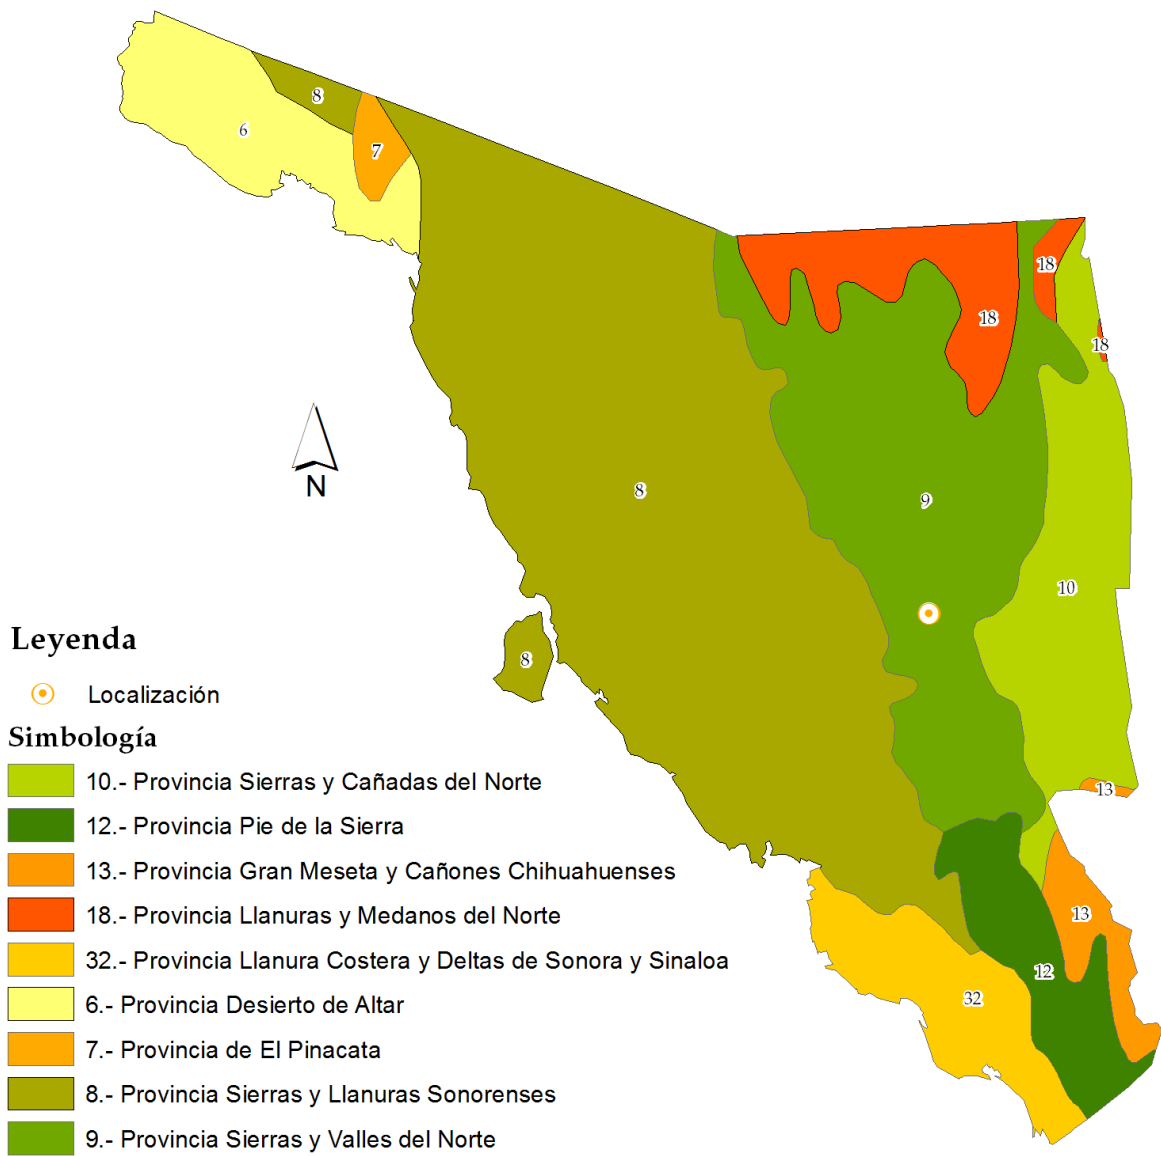 8
6
7
18
18
18
8
9
10
N
8
13
13
12
32
Leyenda
Localización
Simbología
10.- Provincia Sierras y Cañadas del Norte
12.- Provincia Pie de la Sierra
13.- Provincia Gran Meseta y Cañones Chihuahuenses
18.- Provincia Llanuras y Medanos del Norte
32.- Provincia Llanura Costera y Deltas de Sonora y Sinaloa
6.- Provincia Desierto de Altar
7.- Provincia de El Pinacata
8.- Provincia Sierras y Llanuras Sonorenses
9.- Provincia Sierras y Valles del Norte